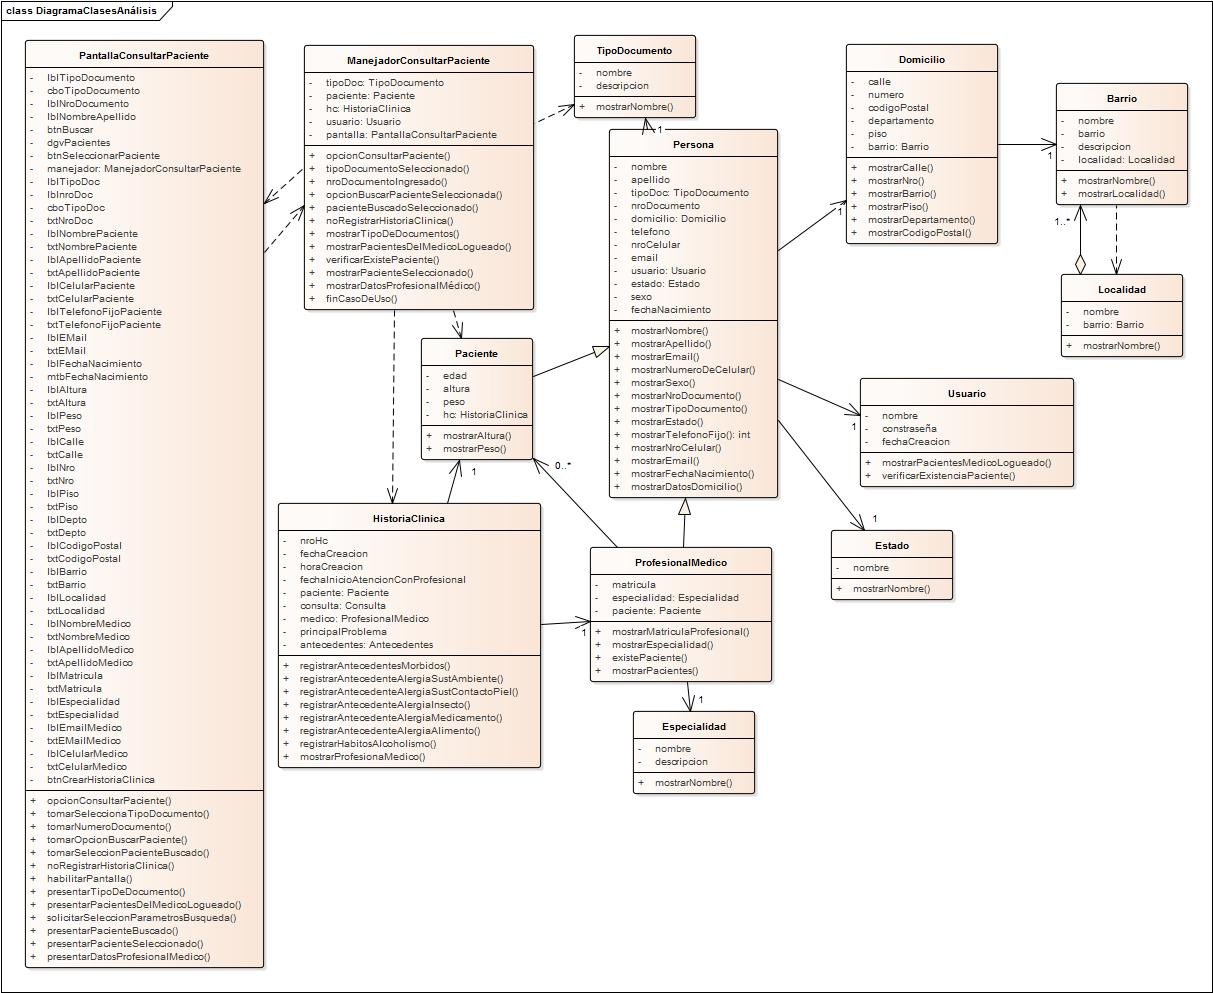 class DiagramaClasesAnálisis
PantallaConsultarPaciente
- lblTipoDocumento
- cboTipoDocumento
- lblNroDocumento
- lblNombreApellido
- btnBuscar
- dgvPacientes
- btnSeleccionarPaciente
- manejador: ManejadorConsultarPaciente
- lblTipoDoc
- lblnroDoc
- cboTipoDoc
- txtNroDoc
- lblNombrePaciente
- txtNombrePaciente
- lblApellidoPaciente
- txtApellidoPaciente
- lblCelularPaciente
- txtCelularPaciente
- lblTelefonoFijoPaciente
- txtTelefonoFijoPaciente
- lblEMail
- txtEMail
- lblFechaNacimiento
- mtbFechaNacimiento
- lblAltura
- txtAltura
- lblPeso
- txtPeso
- lblCalle
- txtCalle
- lblNro
- txtNro
- lblPiso
- txtPiso
- lblDepto
- txtDepto
- lblCodigoPostal
- txtCodigoPostal
- lblBarrio
- txtBarrio
- lblLocalidad
- txtLocalidad
- lblNombreMedico
- txtNombreMedico
- lblApellidoMedico
- txtApellidoMedico
- lblMatricula
- txtMatricula
- lblEspecialidad
- txtEspecialidad
- lblEmailMedico
- txtEMailMedico
- lblCelularMedico
- txtCelularMedico
- btnCrearHistoriaClinica
+ opcionConsultarPaciente()
+ tomarSeleccionaTipoDocumento()
+ tomarNumeroDocumento()
+ tomarOpcionBuscarPaciente()
+ tomarSeleccionPacienteBuscado()
+ noRegistrarHistoriaClinica()
+ habilitarPantalla()
+ presentarTipoDeDocumento()
+ presentarPacientesDelMedicoLogueado()
+ solicitarSeleccionParametrosBusqueda()
+ presentarPacienteBuscado()
+ presentarPacienteSeleccionado()
+ presentarDatosProfesionalMedico()
ManejadorConsultarPaciente
- tipoDoc: TipoDocumento
- paciente: Paciente
- hc: HistoriaClinica
- usuario: Usuario
- pantalla: PantallaConsultarPaciente
+ opcionConsultarPaciente()
+ tipoDocumentoSeleccionado()
+ nroDocumentoIngresado()
+ opcionBuscarPacienteSeleccionada()
+ pacienteBuscadoSeleccionado()
+ noRegistrarHistoriaClinica()
+ mostrarTipoDeDocumentos()
+ mostrarPacientesDelMedicoLogueado()
+ verificarExistePaciente()
+ mostrarPacienteSeleccionado()
+ mostrarDatosProfesionalMédico()
+ finCasoDeUso()
TipoDocumento
- nombre
- descripcion
+ mostrarNombre()
1
Persona
- nombre
- apellido
- tipoDoc: TipoDocumento
- nroDocumento
- domicilio: Domicilio
- telefono
- nroCelular
- email
- usuario: Usuario
- estado: Estado
- sexo
- fechaNacimiento
+ mostrarNombre()
+ mostrarApellido()
+ mostrarEmail()
+ mostrarNumeroDeCelular()
+ mostrarSexo()
+ mostrarNroDocumento()
+ mostrarTipoDocumento()
+ mostrarEstado()
+ mostrarTelefonoFijo(): int
+ mostrarNroCelular()
+ mostrarEmail()
+ mostrarFechaNacimiento()
+ mostrarDatosDomicilio()
Domicilio
- calle
- numero
- codigoPostal
- departamento
- piso
- barrio: Barrio
+ mostrarCalle()
+ mostrarNro()
+ mostrarBarrio()
+ mostrarPiso()
+ mostrarDepartamento()
+ mostrarCodigoPostal()
1
Barrio
- nombre
- barrio
- descripcion
- localidad: Localidad
+ mostrarNombre()
+ mostrarLocalidad()
1
1..*
Localidad
- nombre
- barrio: Barrio
+ mostrarNombre()
Usuario
- nombre
- constraseña
- fechaCreacion
+ mostrarPacientesMedicoLogueado()
+ verificarExistenciaPaciente()
1
Estado
- nombre
+ mostrarNombre()
1
Paciente
- edad
- altura
- peso
- hc: HistoriaClinica
+ mostrarAltura()
+ mostrarPeso()
1
0..*
HistoriaClinica
- nroHc
- fechaCreacion
- horaCreacion
- fechaInicioAtencionConProfesional
- paciente: Paciente
- consulta: Consulta
- medico: ProfesionalMedico
- principalProblema
- antecedentes: Antecedentes
+ registrarAntecedentesMorbidos()
+ registrarAntecedenteAlergiaSustAmbiente()
+ registrarAntecedenteAlergiaSustContactoPiel()
+ registrarAntecedenteAlergiaInsecto()
+ registrarAntecedenteAlergiaMedicamento()
+ registrarAntecedenteAlergiaAlimento()
+ registrarHabitosAlcoholismo()
+ mostrarProfesionaMedico()
ProfesionalMedico
- matricula
- especialidad: Especialidad
- paciente: Paciente
+ mostrarMatriculaProfesional()
+ mostrarEspecialidad()
+ existePaciente()
+ mostrarPacientes()
1
1
Especialidad
- nombre
- descripcion
+ mostrarNombre()